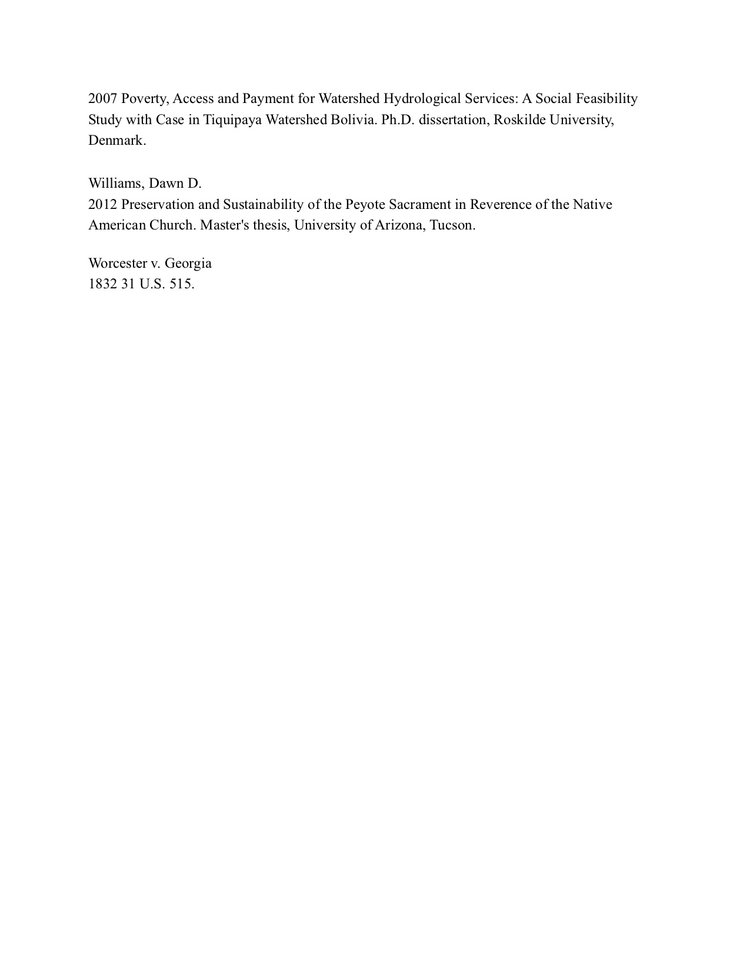 2007 Poverty, Access and Payment for Watershed Hydrological Services: A Social Feasibility
Study with Case in Tiquipaya Watershed Bolivia. Ph.D. dissertation, Roskilde University,
Denmark.
Williams, Dawn D.
2012 Preservation and Sustainability of the Peyote Sacrament in Reverence of the Native
American Church. Master's thesis, University of Arizona, Tucson.
Worcester v. Georgia
1832 31 U.S. 515.